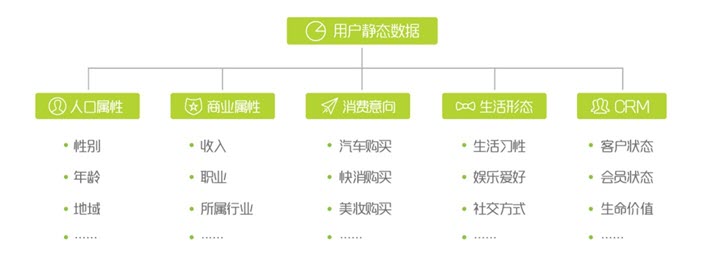 用户静态数据
人口属性
商业属性
消费意向
生活形态
CRM
性别
收入
汽车购买
生活习性
客户状态
年龄
职业
快消购买
娱乐爱好
会员状态
地域
所属行业
美妆购买
社交方式
生命价值
……
……
……
……
……